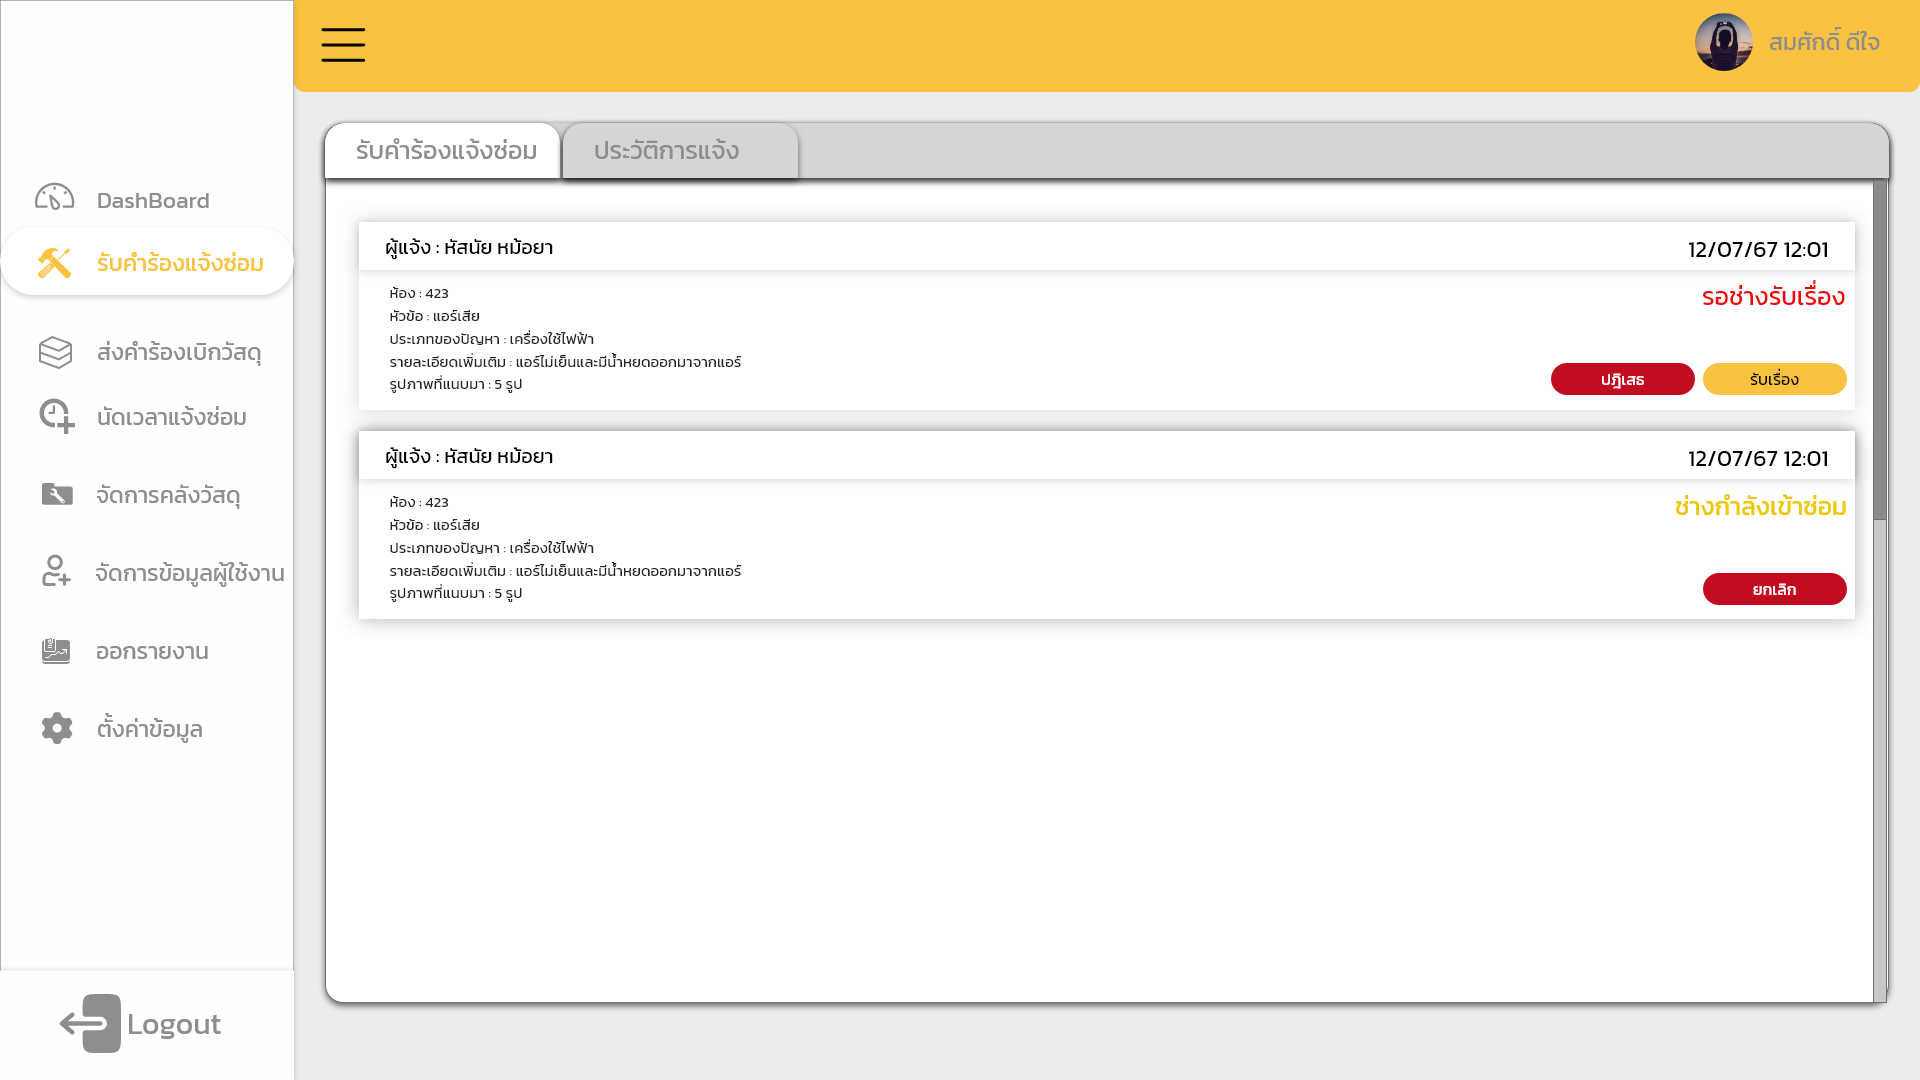 สมศักดิ์ ดีใจ
DashBoard
รับคำร้องแจ้งซ่อม
ส่งคำร้องเบิกวัสดุ
นัดเวลาแจ้งซ่อม
จัดการคลังวัสดุ
จัดการข้อมูลผู้ใช้งาน
ออกรายงาน
ตั้งค่าข้อมูล
Logout
รับคำร้องแจ้งซ่อม
ประวัติการแจ้ง
ผู้แจ้ง : หัสนัย หม้อยา
12/07/67 12:01
ห้อง : 423
รอช่างรับเรื่อง
หัวข้อ : แอร์เสีย
ประเภทของปัญหา : เครื่องใช้ไฟฟ้า
รายละเอียดเพิ่มเติม : แอร์ไม่เย็นและมีน้ำหยดออกมาจากแอร์
รูปภาพที่แนบมา : 5 รูป
ปฎิเสธ
รับเรื่อง
ผู้แจ้ง : หัสนัย หม้อยา
12/07/67 12:01
ห้อง : 423
ช่างกำลังเข้าซ่อม
หัวข้อ : แอร์เสีย
ประเภทของปัญหา : เครื่องใช้ไฟฟ้า
รายละเอียดเพิ่มเติม : แอร์ไม่เย็นและมีน้ำหยดออกมาจากแอร์
รูปภาพที่แนบมา : 5 รูป
ยกเลิก